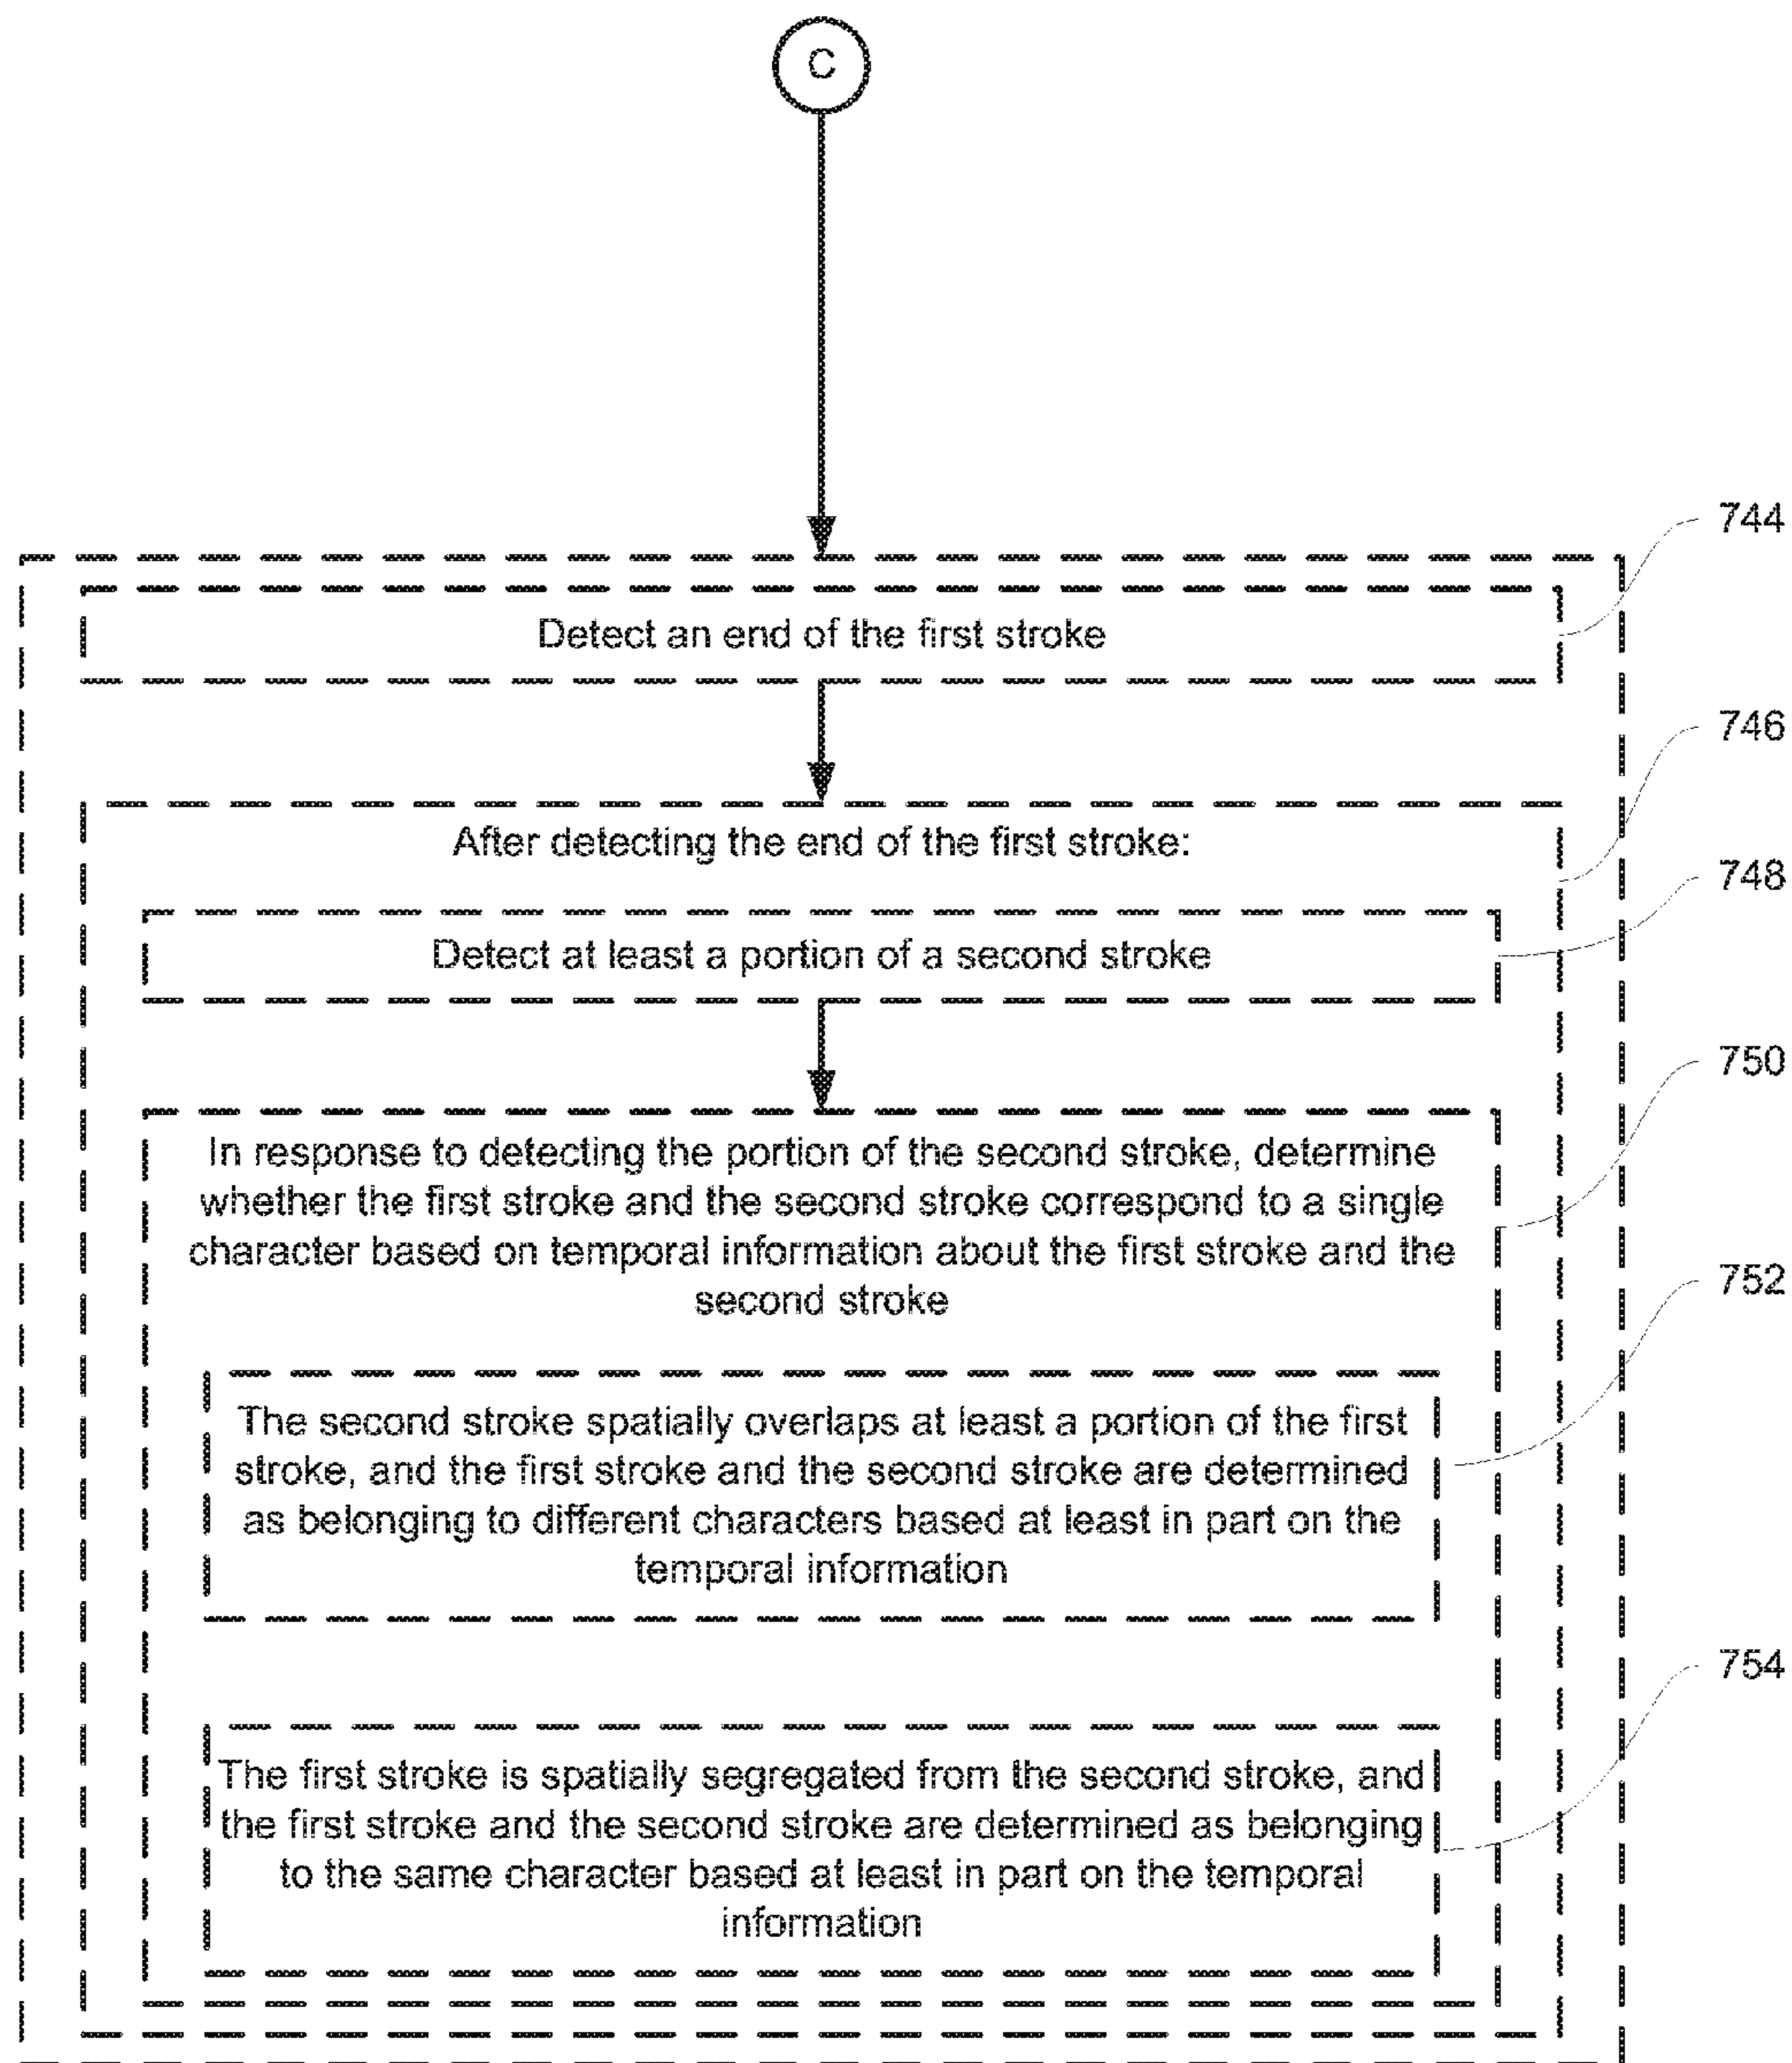 C
744
Detect an end of the first stroke
746
After detecting the end of the first stroke:
748
Detect at least a portion of a second stroke
750
In response to detecting the portion of the second stroke, determine
whether the first stroke and the second stroke correspond to a single
character based on temporal information about the first stroke and the
second stroke
752
The second stroke spatially overlaps at least a portion of the first
stroke, and the first stroke and the second stroke are determined
as belonging to different characters based at least in part on the
temporal information
754
The first stroke is spatially segregated from the second stroke, and
the first stroke and the second stroke are determined as belonging
to the same character based at least in part on the temporal
information